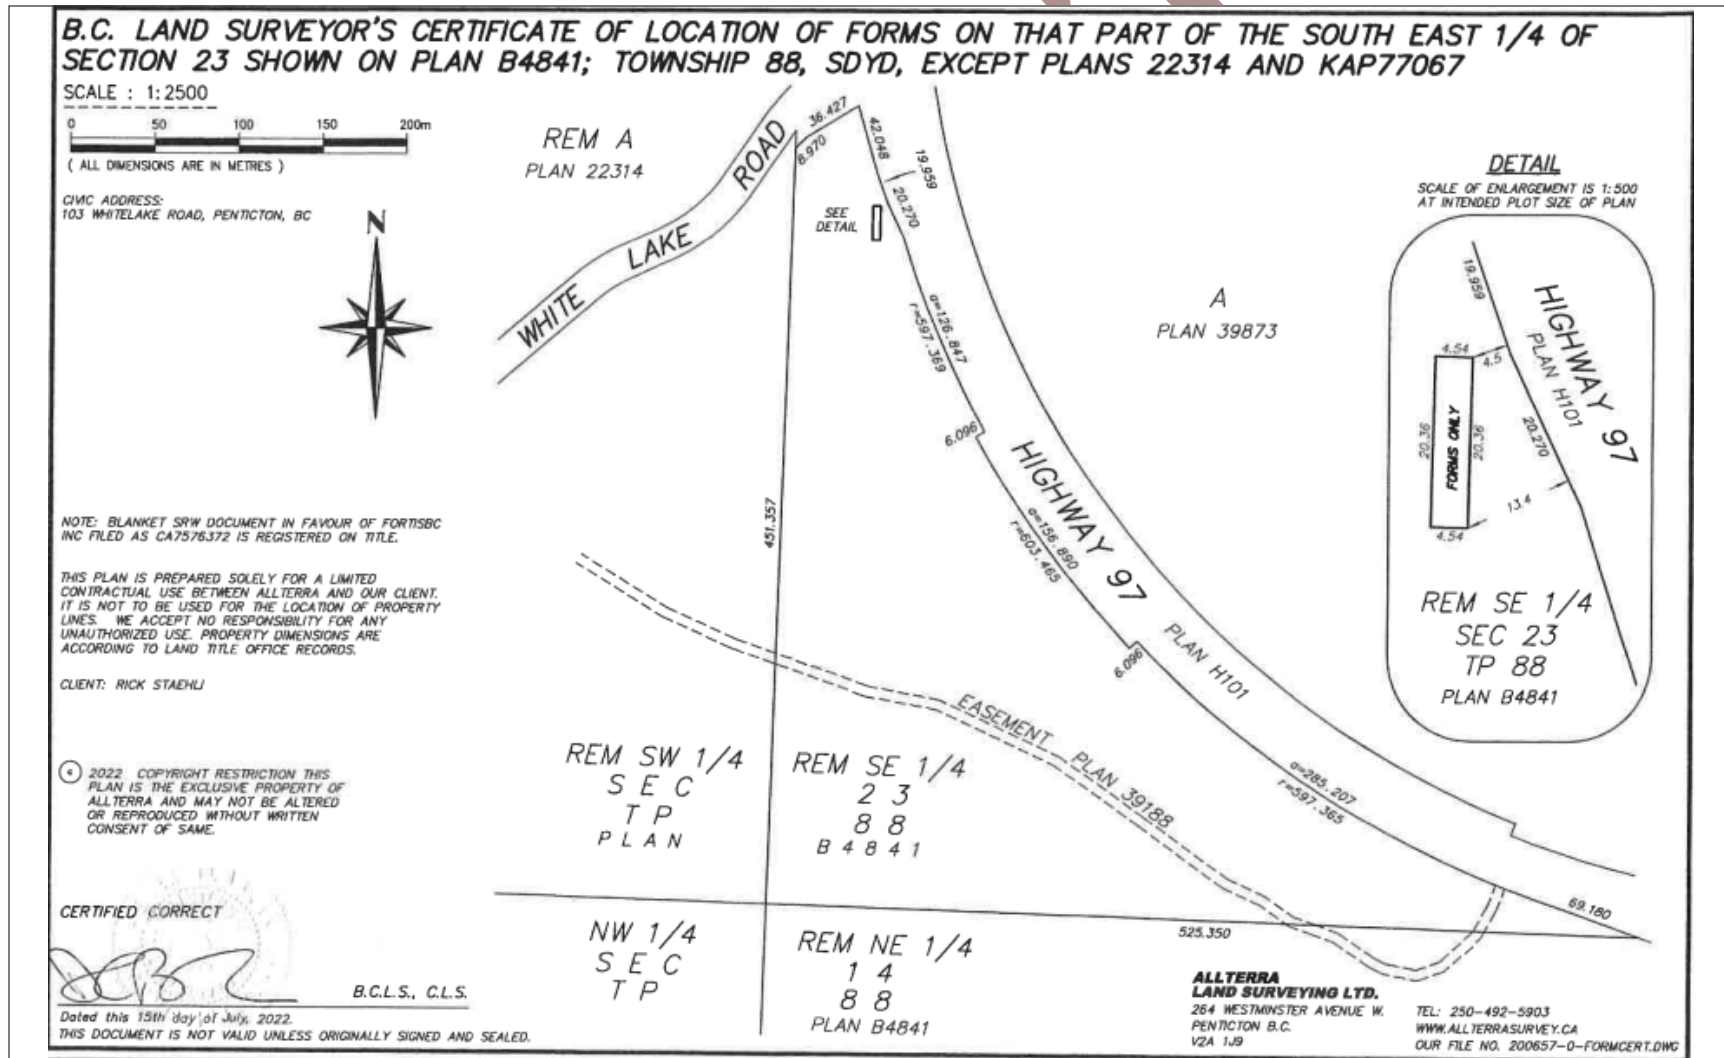 B.C. LAND SURVEYOR'S CERTIFICATE OF LOCATION OF FORMS ON THAT PART OF THE SOUTH EAST 1/4 OF
SECTION 23 SHOWN ON PLAN B4841; TOWNSHIP 88, SDYD, EXCEPT PLANS 22314 AND KAP77067
SCALE : 1:2500
0 50 100 150 200m
( ALL DIMENSIONS ARE IN METRES )
CIVIC ADDRESS:
103 WHITELAKE ROAD, PENTICTON, BC
N
NOTE: BLANKET SRW DOCUMENT IN FAVOUR OF FORTISBC
INC FILED AS CA7576372 IS REGISTERED ON TITLE.
THIS PLAN IS PREPARED SOLELY FOR A LIMITED
CONTRACTUAL USE BETWEEN ALLTERRA AND OUR CLIENT.
IT IS NOT TO BE USED FOR THE LOCATION OF PROPERTY
LINES. WE ACCEPT NO RESPONSIBILITY FOR ANY
UNAUTHORIZED USE. PROPERTY DIMENSIONS ARE
ACCORDING TO LAND TITLE OFFICE RECORDS.
CLIENT: RICK STAEHLI
© 2022 COPYRIGHT RESTRICTION THIS
PLAN IS THE EXCLUSIVE PROPERTY OF
ALLTERRA AND MAY NOT BE ALTERED
OR REPRODUCED WITHOUT WRITTEN
CONSENT OF SAME.
CERTIFIED CORRECT
B.C.L.S., C.L.S.
Dated this 15th day of July, 2022.
THIS DOCUMENT IS NOT VALID UNLESS ORIGINALLY SIGNED AND SEALED.
REM A
PLAN 22314
WHITE LAKE ROAD
36.427
8.970
42.048
19.959
20.270
SEE
DETAIL
a=126.847
r=597.369
6.096
HIGHWAY 97
PLAN H101
a=156.890
r=603.465
6.096
451.357
A
PLAN 39873
EASEMENT PLAN 39188
a=285.207
r=597.365
69.180
525.350
REM SW 1/4
SEC
TP
PLAN
REM SE 1/4
23
88
B4841
NW 1/4
SEC
TP
REM NE 1/4
14
88
PLAN B4841
DETAIL
SCALE OF ENLARGEMENT IS 1:500
AT INTENDED PLOT SIZE OF PLAN
19.959
HIGHWAY 97
PLAN H101
4.54
4.5
20.36
FORMS ONLY
20.36
20.270
13.4
4.54
REM SE 1/4
SEC 23
TP 88
PLAN B4841
ALLTERRA
LAND SURVEYING LTD.
264 WESTMINSTER AVENUE W.
PENTICTON B.C.
V2A 1J9
TEL: 250-492-5903
WWW.ALLTERRASURVEY.CA
OUR FILE NO. 200657-0-FORMCERT.DWG